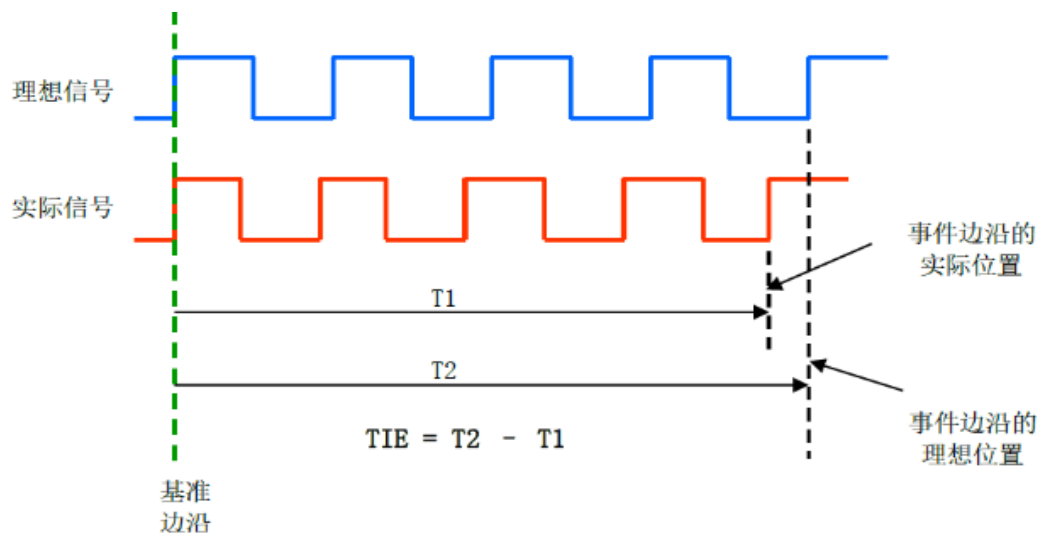 理想信号
实际信号
事件边沿的
实际位置
T1
T2
TIE = T2 - T1
事件边沿的
理想位置
基准
边沿